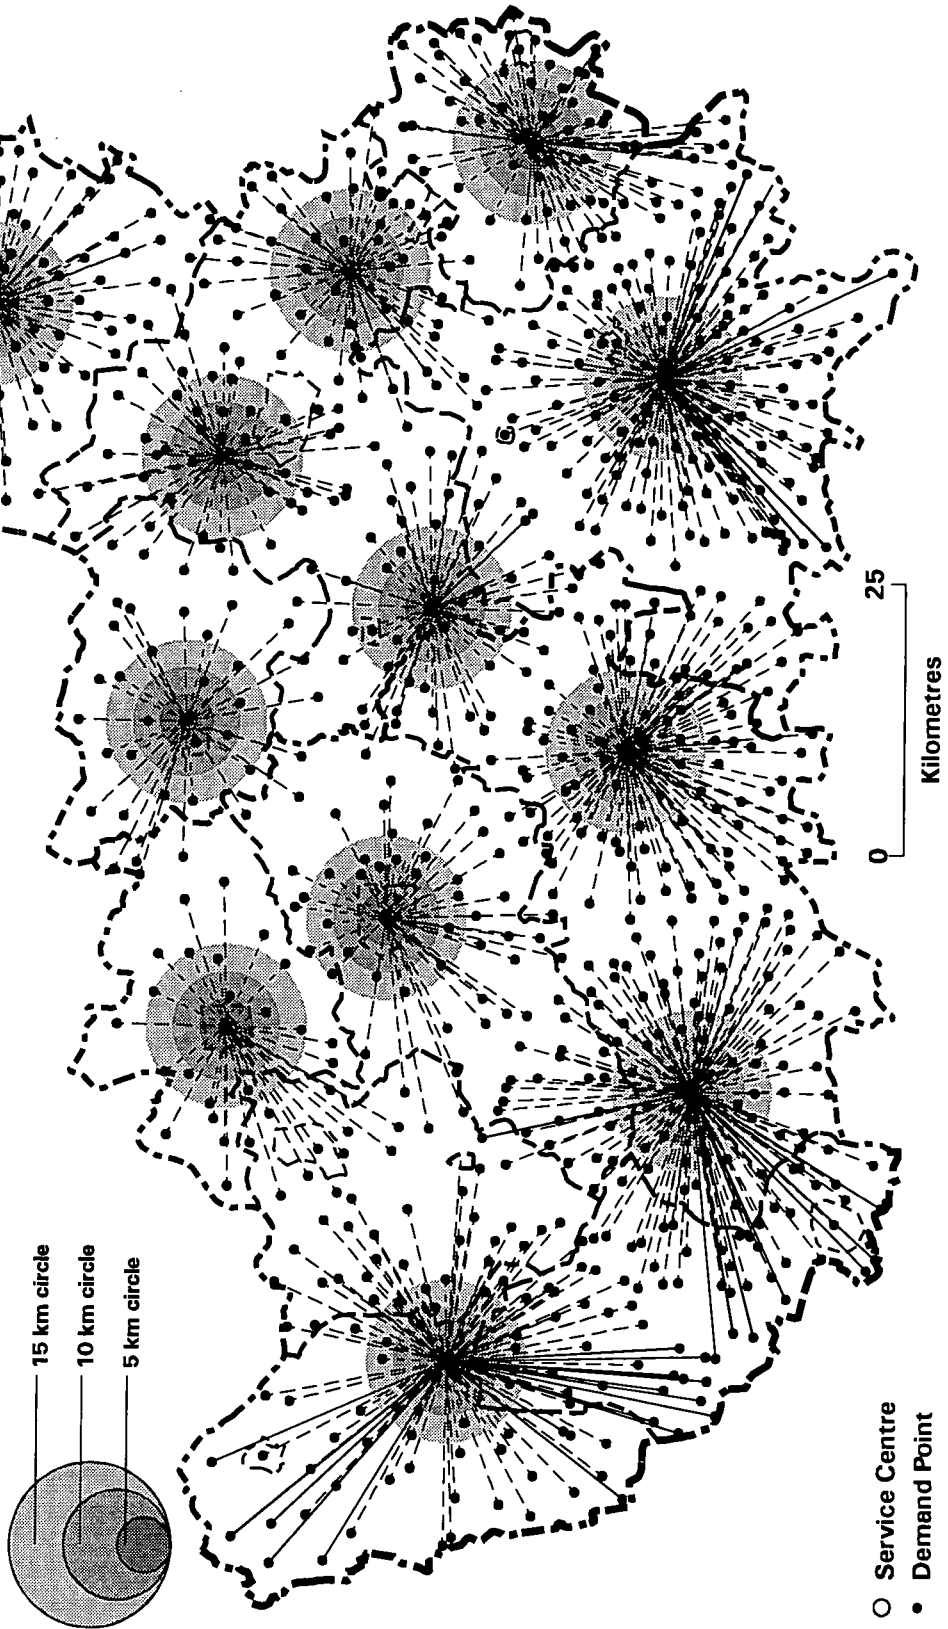 15 km circle
10 km circle
5 km circle
Service Centre
Demand Point
0
25
Kilometres